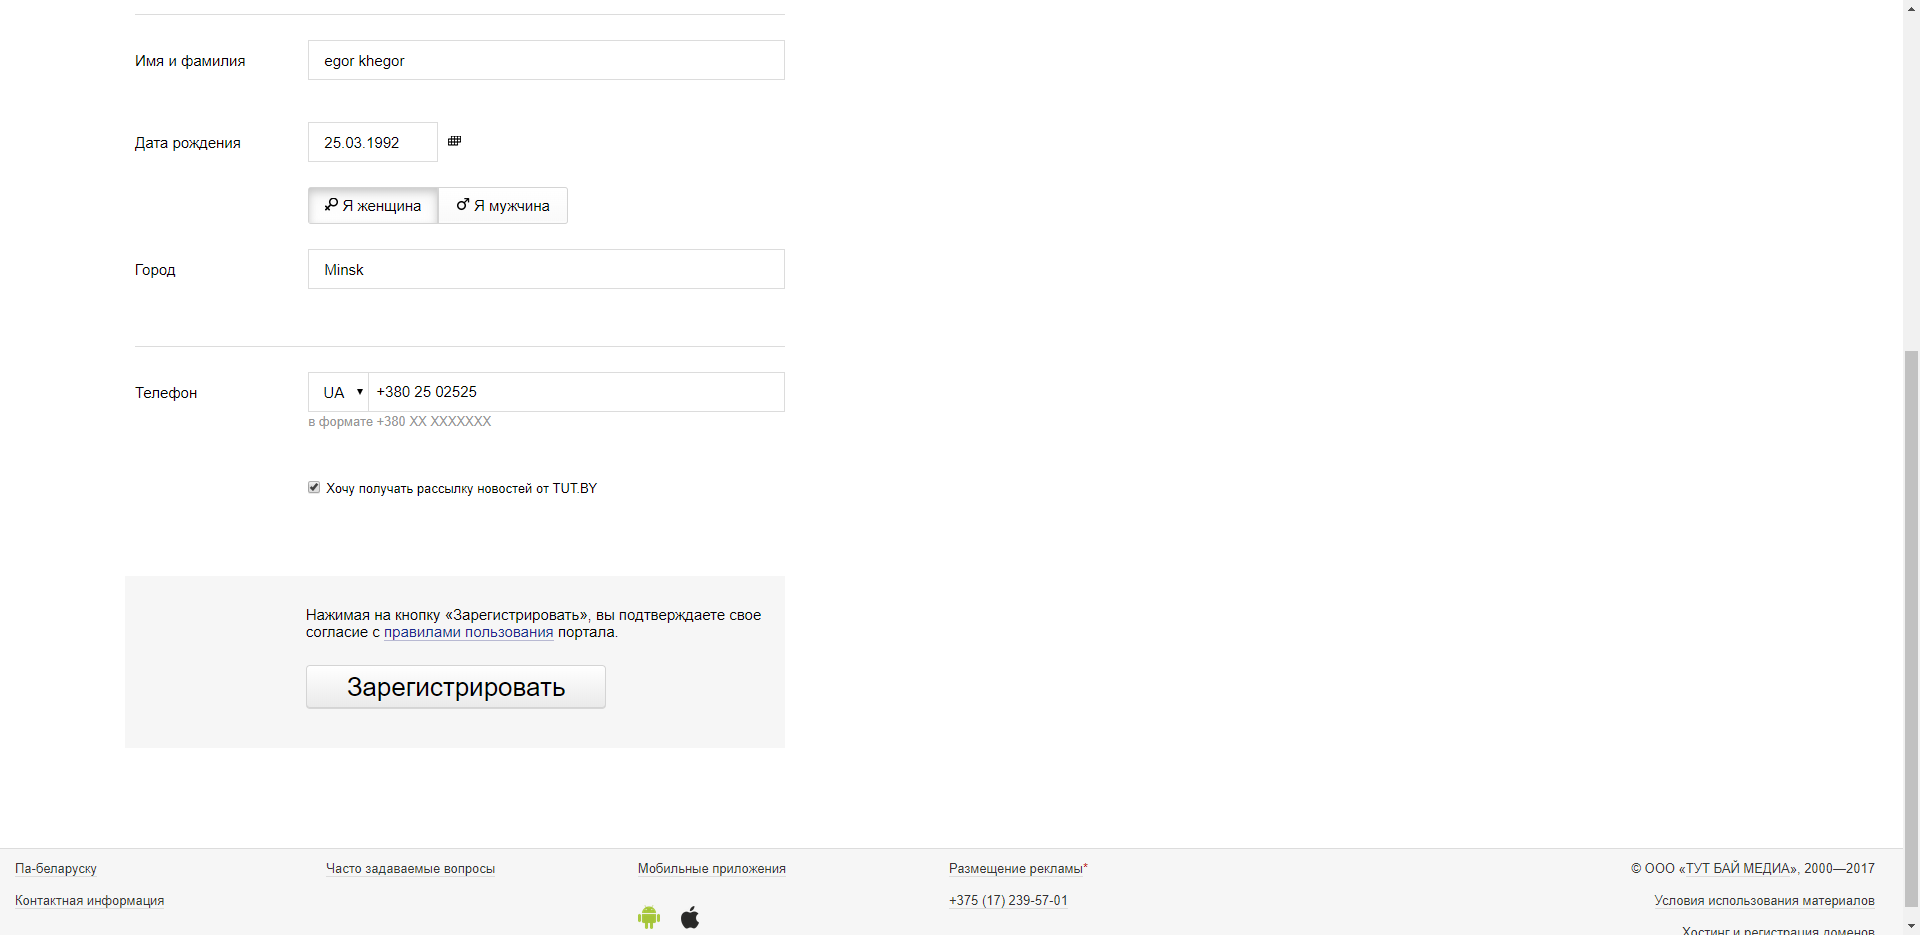 Имя и фамилия
egor khegor
Дата рождения
25.03.1992
Я женщина
Я мужчина
Город
Minsk
Телефон
UA
+380 25 02525
в формате +380 XX XXXXXXX
Хочу получать рассылку новостей от TUT.BY
Нажимая на кнопку «Зарегистрировать», вы подтверждаете свое
согласие с правилами пользования портала.
Зарегистрировать
Па-беларуску
Часто задаваемые вопросы
Мобильные приложения
Размещение рекламы*
© ООО «ТУТ БАЙ МЕДИА», 2000—2017
Контактная информация
+375 (17) 239-57-01
Условия использования материалов
Хостинг и регистрация доменов